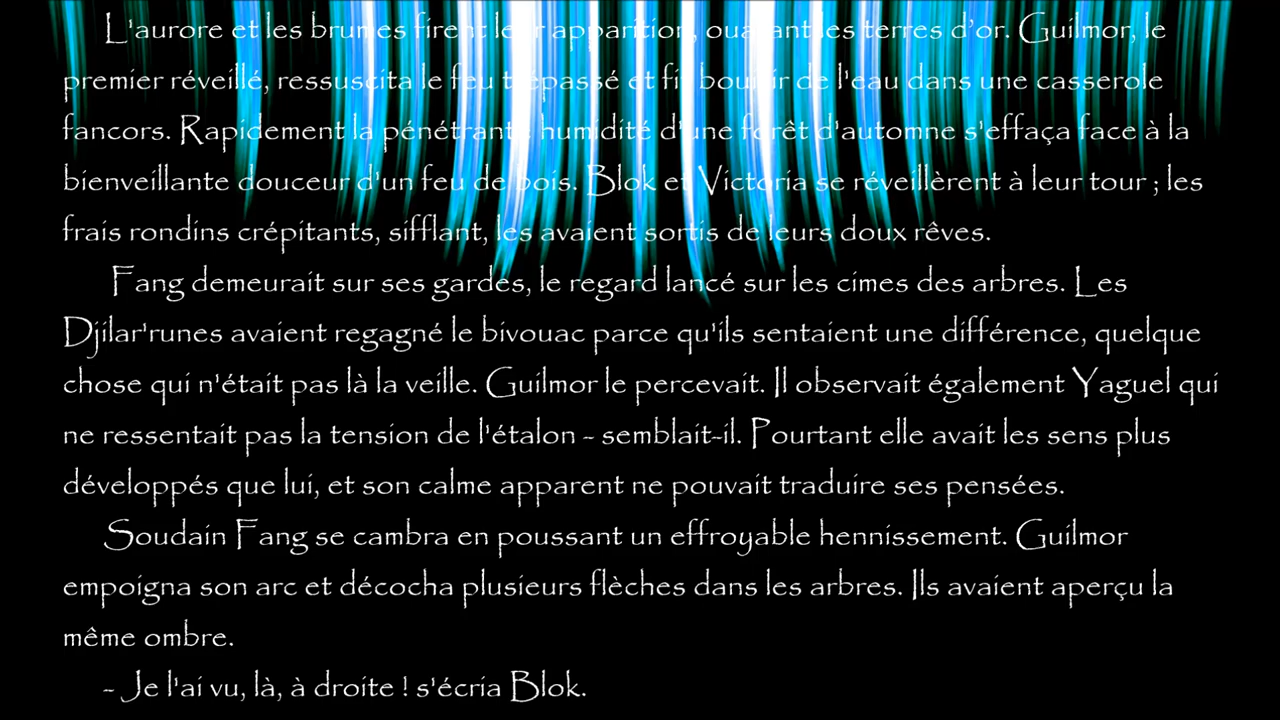 L'aurore et les brumes firent leur apparition, ouatant les terres d’or. Guilmor, le
premier réveillé, ressuscita le feu trépassé et fit bouillir de l'eau dans une casserole
fancors. Rapidement la pénétrante humidité d'une forêt d'automne s'effaça face à la
bienveillante douceur d'un feu de bois. Blok et Victoria se réveillèrent à leur tour ; les
frais rondins crépitants, sifflant, les avaient sortis de leurs doux rêves.
Fang demeurait sur ses gardes, le regard lancé sur les cimes des arbres. Les
Djilar'runes avaient regagné le bivouac parce qu'ils sentaient une différence, quelque
chose qui n'était pas là la veille. Guilmor le percevait. Il observait également Yaguel qui
ne ressentait pas la tension de l'étalon - semblait-il. Pourtant elle avait les sens plus
développés que lui, et son calme apparent ne pouvait traduire ses pensées.
Soudain Fang se cambra en poussant un effroyable hennissement. Guilmor
empoigna son arc et décocha plusieurs flèches dans les arbres. Ils avaient aperçu la
même ombre.
- Je l'ai vu, là, à droite ! s'écria Blok.